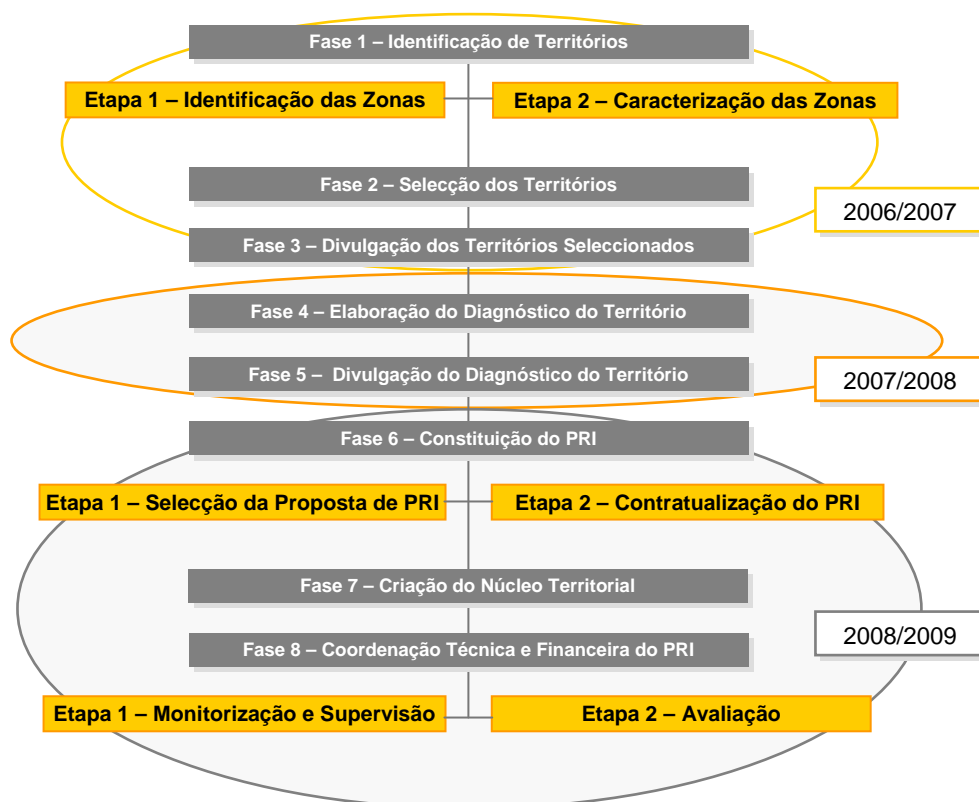 Fase 1 – Identificação de Territórios
Etapa 1 – Identificação das Zonas
Etapa 2 – Caracterização das Zonas
Fase 2 – Selecção dos Territórios
2006/2007
Fase 3 – Divulgação dos Territórios Seleccionados
Fase 4 – Elaboração do Diagnóstico do Território
Fase 5 – Divulgação do Diagnóstico do Território
2007/2008
Fase 6 – Constituição do PRI
Etapa 1 – Selecção da Proposta de PRI
Etapa 2 – Contratualização do PRI
Fase 7 – Criação do Núcleo Territorial
2008/2009
Fase 8 – Coordenação Técnica e Financeira do PRI
Etapa 1 – Monitorização e Supervisão
Etapa 2 – Avaliação